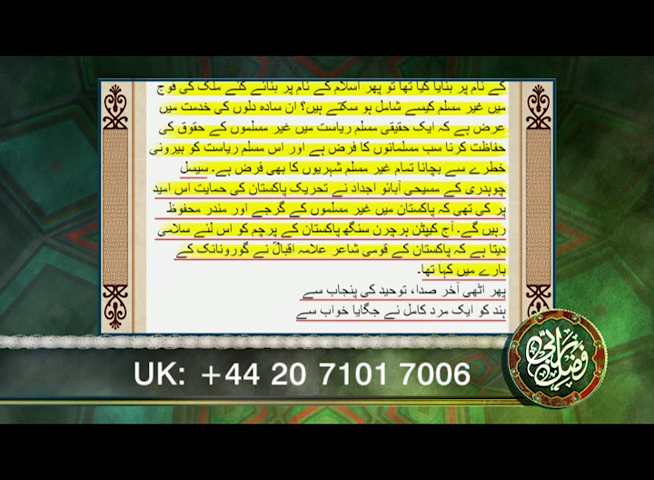 کے نام پر بنایا گیا تھا تو پھر اسلام کے نام پر بنائے گئے ملک کی فوج
میں غیر مسلم کیسے شامل ہو سکتے ہیں؟ ان سادہ دلوں کی خدمت میں
عرض ہے کہ ایک حقیقی مسلم ریاست میں غیر مسلموں کے حقوق کی
حفاظت کرنا سب مسلمانوں کا فرض ہے اور اس مسلم ریاست کو بیرونی
خطرے سے بچانا تمام غیر مسلم شہریوں کا بھی فرض ہے۔ سیسل
چوہدری کے مسیحی آبائو اجداد نے تحریک پاکستان کی حمایت اس امید
پر کی تھی کہ پاکستان میں غیر مسلموں کے گرجے اور مندر محفوظ
رہیں گے۔ آج کیپٹن ہرچرن سنگھ پاکستان کے پرچم کو اس لئے سلامی
دیتا ہے کہ پاکستان کے قومی شاعر علامہ اقبالؒ نے گورونانک کے
بارے میں کہا تھا۔
پھر اٹھی آخر صدا، توحید کی پنجاب سے
ہند کو ایک مرد کامل نے جگایا خواب سے
UK: +44 20 7101 7006
فضل ربی